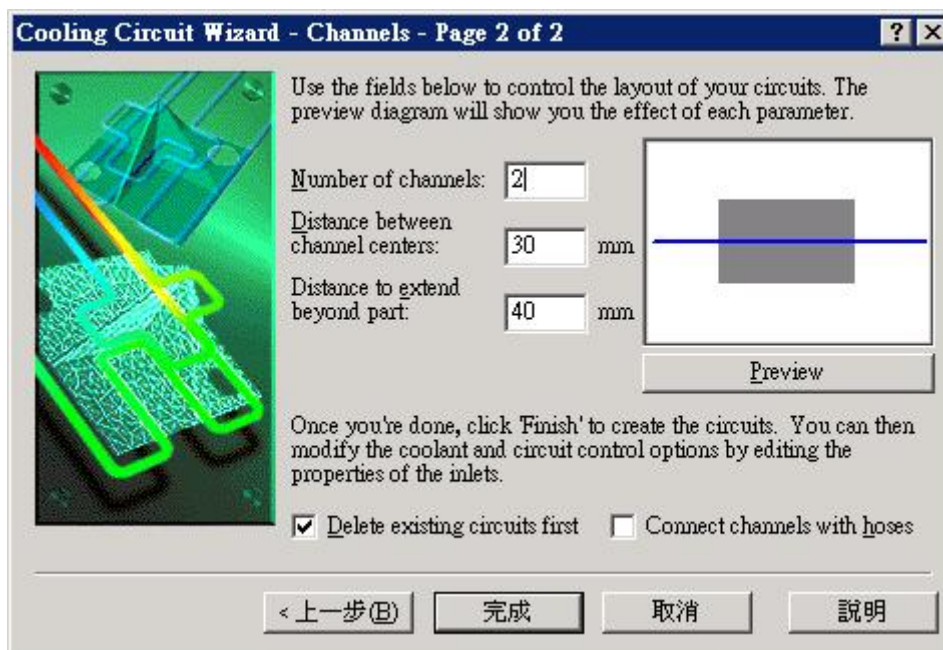 Cooling Circuit Wizard - Channels - Page 2 of 2
Use the fields below to control the layout of your circuits. The
preview diagram will show you the effect of each parameter.
Number of channels: 2
Distance between
channel centers: 30 mm
Distance to extend
beyond part: 40 mm
Preview
Once you're done, click 'Finish' to create the circuits. You can then
modify the coolant and circuit control options by editing the
properties of the inlets.
Delete existing circuits first
Connect channels with hoses
<上一步(B)
完成
取消
說明